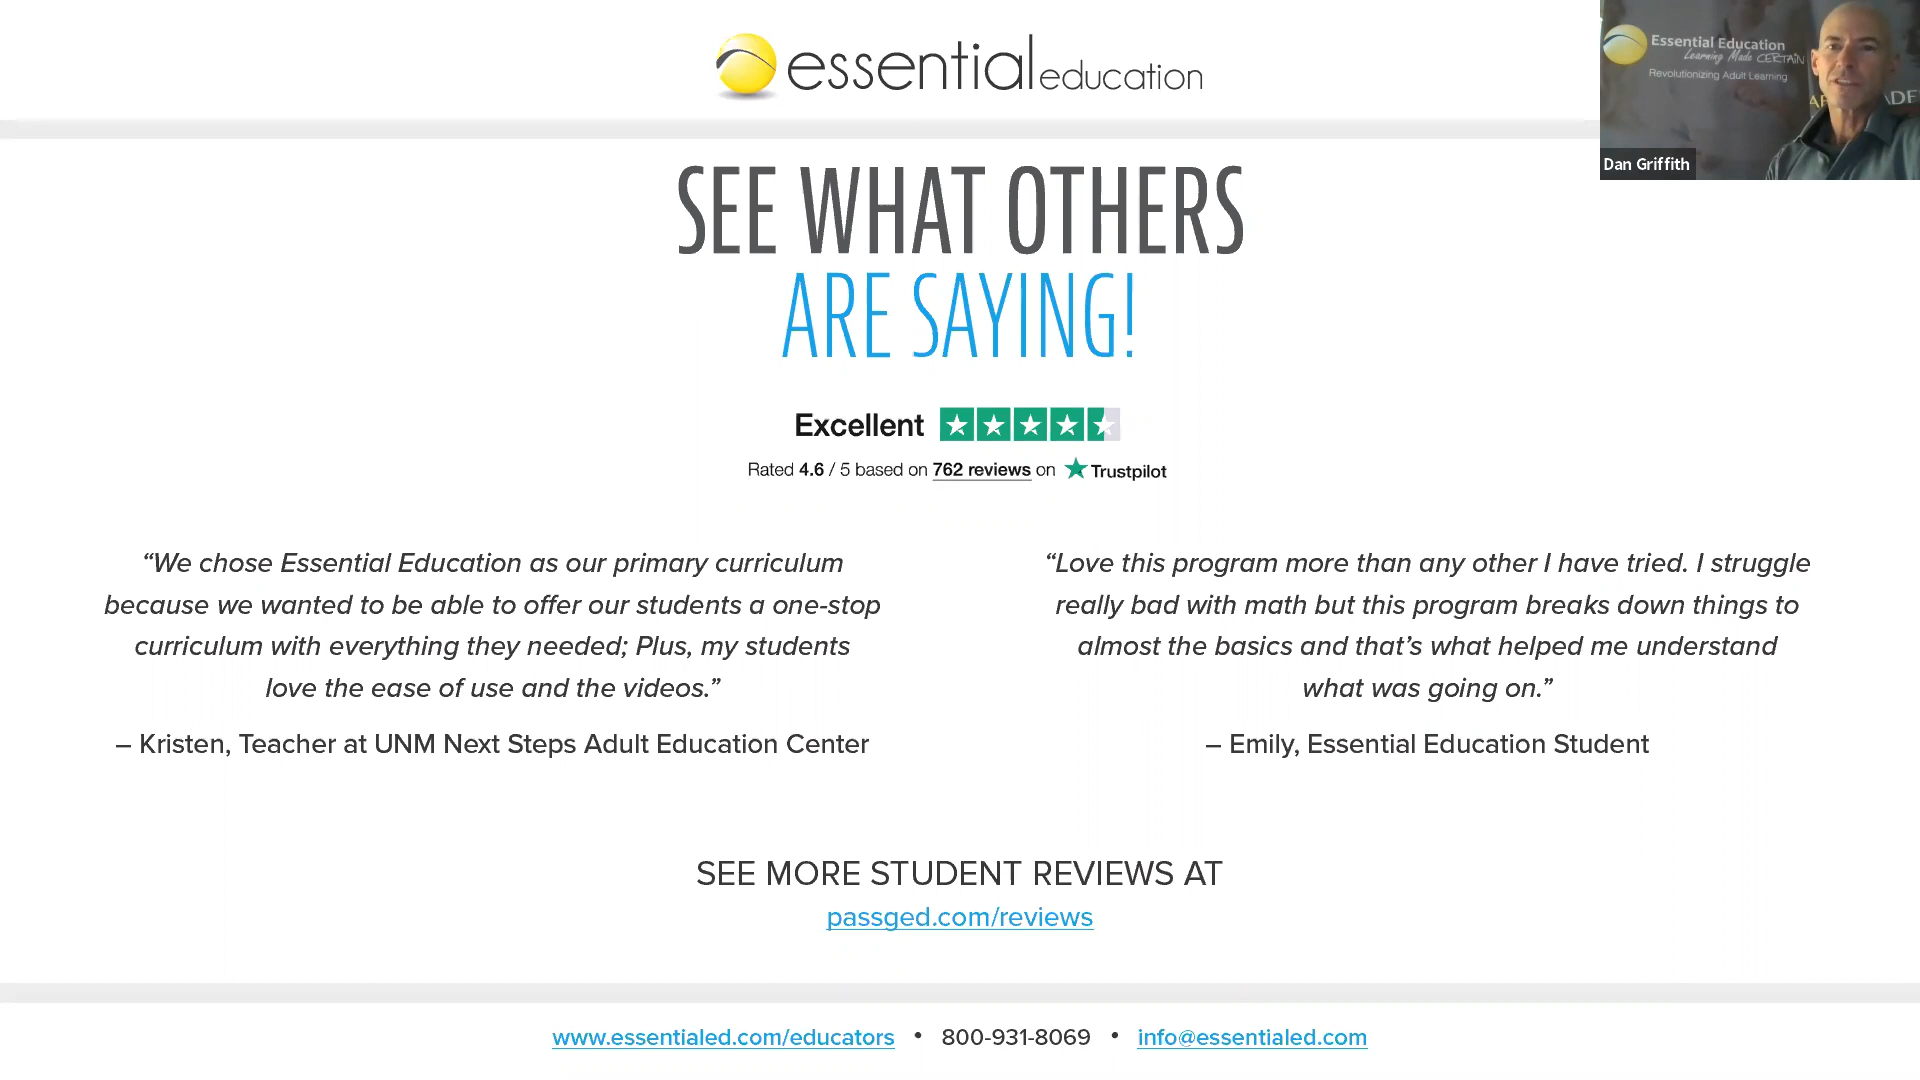 essential education
Essential Education
Learning Made CERTAIN
Revolutionizing Adult Learning
Dan Griffith
SEE WHAT OTHERS
ARE SAYING!
Excellent
Rated 4.6 / 5 based on 762 reviews on Trustpilot
“We chose Essential Education as our primary curriculum
because we wanted to be able to offer our students a one-stop
curriculum with everything they needed; Plus, my students
love the ease of use and the videos.”
– Kristen, Teacher at UNM Next Steps Adult Education Center
“Love this program more than any other I have tried. I struggle
really bad with math but this program breaks down things to
almost the basics and that’s what helped me understand
what was going on.”
– Emily, Essential Education Student
SEE MORE STUDENT REVIEWS AT
passged.com/reviews
www.essentialed.com/educators • 800-931-8069 • info@essentialed.com